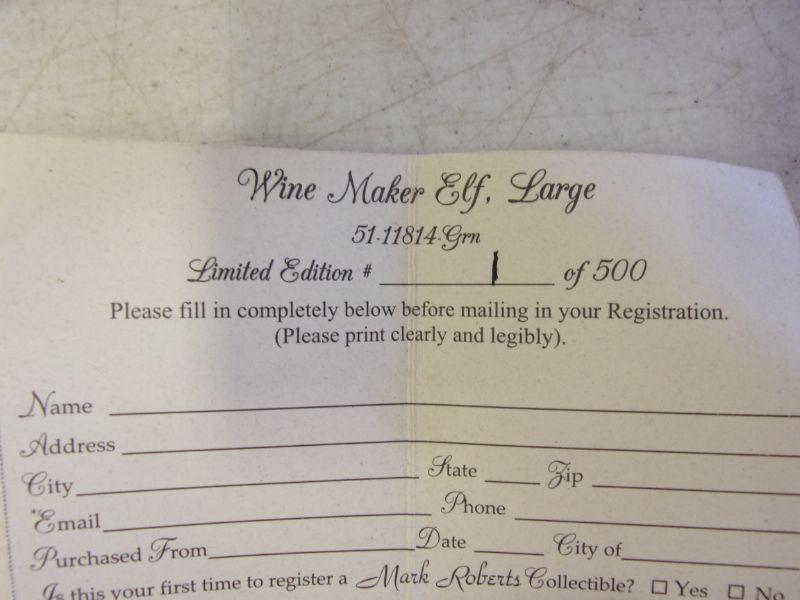 Wine Maker Elf, Large
51-11814-Grn
Limited Edition # 1 of 500
Please fill in completely below before mailing in your Registration.
(Please print clearly and legibly).
Name
Address
City State Zip
*Email Phone
Purchased From Date City of
Is this your first time to register a Mark Roberts Collectible? □ Yes □ No